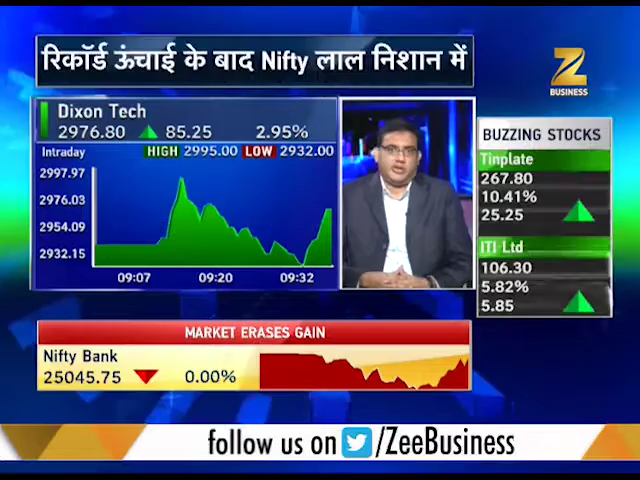 रिकॉर्ड ऊंचाई के बाद Nifty लाल निशान में
Z
BUSINESS
Dixon Tech
2976.80 85.25 2.95%
Intraday HIGH 2995.00 LOW 2932.00
2997.97
2976.03
2954.09
2932.15
09:07 09:20 09:32
BUZZING STOCKS
Tinplate
267.80
10.41%
25.25
ITI Ltd
106.30
5.82%
5.85
MARKET ERASES GAIN
Nifty Bank
25045.75 0.00%
follow us on /ZeeBusiness